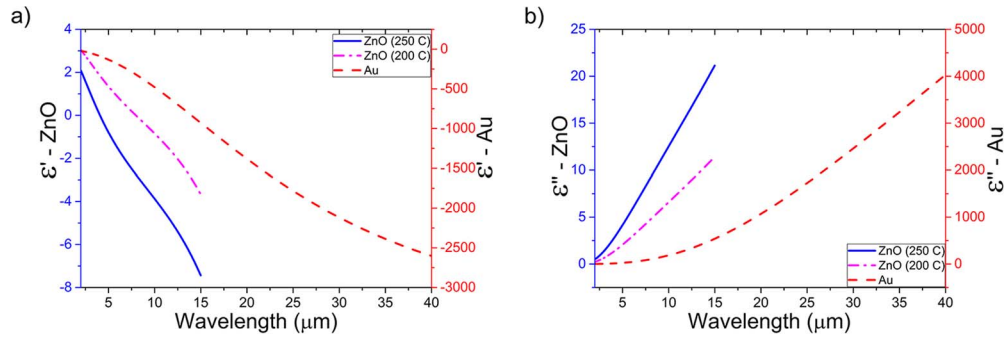 a)
4
2
0
-2
-4
-6
-8
ε' - ZnO
ZnO (250 C)
ZnO (200 C)
Au
0
-500
-1000
-1500
-2000
-2500
-3000
ε' - Au
5 10 15 20 25 30 35 40
Wavelength (μm)
b)
25
20
15
10
5
0
ε'' - ZnO
ZnO (250 C)
ZnO (200 C)
Au
5000
4000
3000
2000
1000
0
ε'' - Au
5 10 15 20 25 30 35 40
Wavelength (μm)